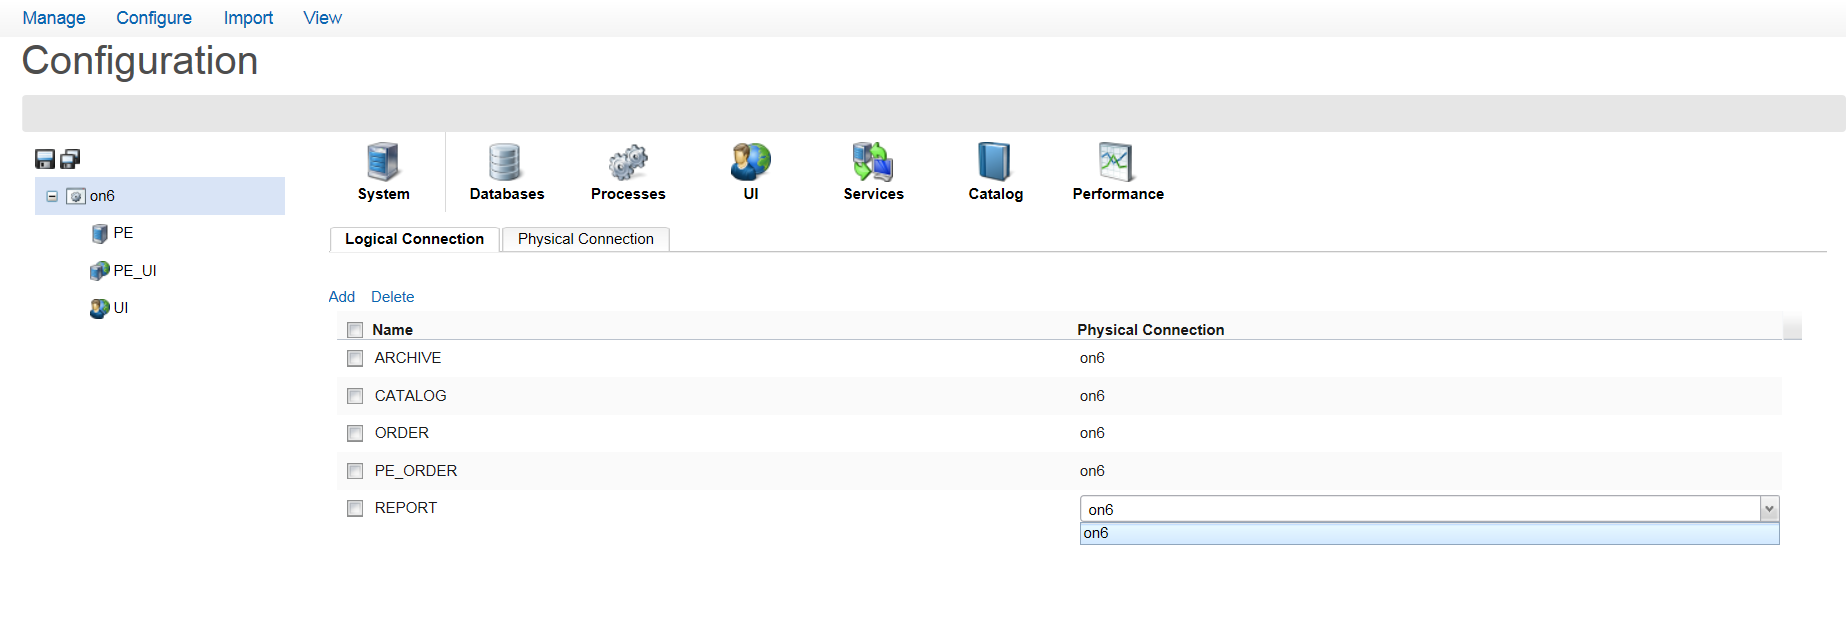 Manage Configure Import View
Configuration
System Databases Processes UI Services Catalog Performance
on6
PE
PE_UI
UI
Logical Connection Physical Connection
Add Delete
Name Physical Connection
ARCHIVE on6
CATALOG on6
ORDER on6
PE_ORDER on6
REPORT on6
on6